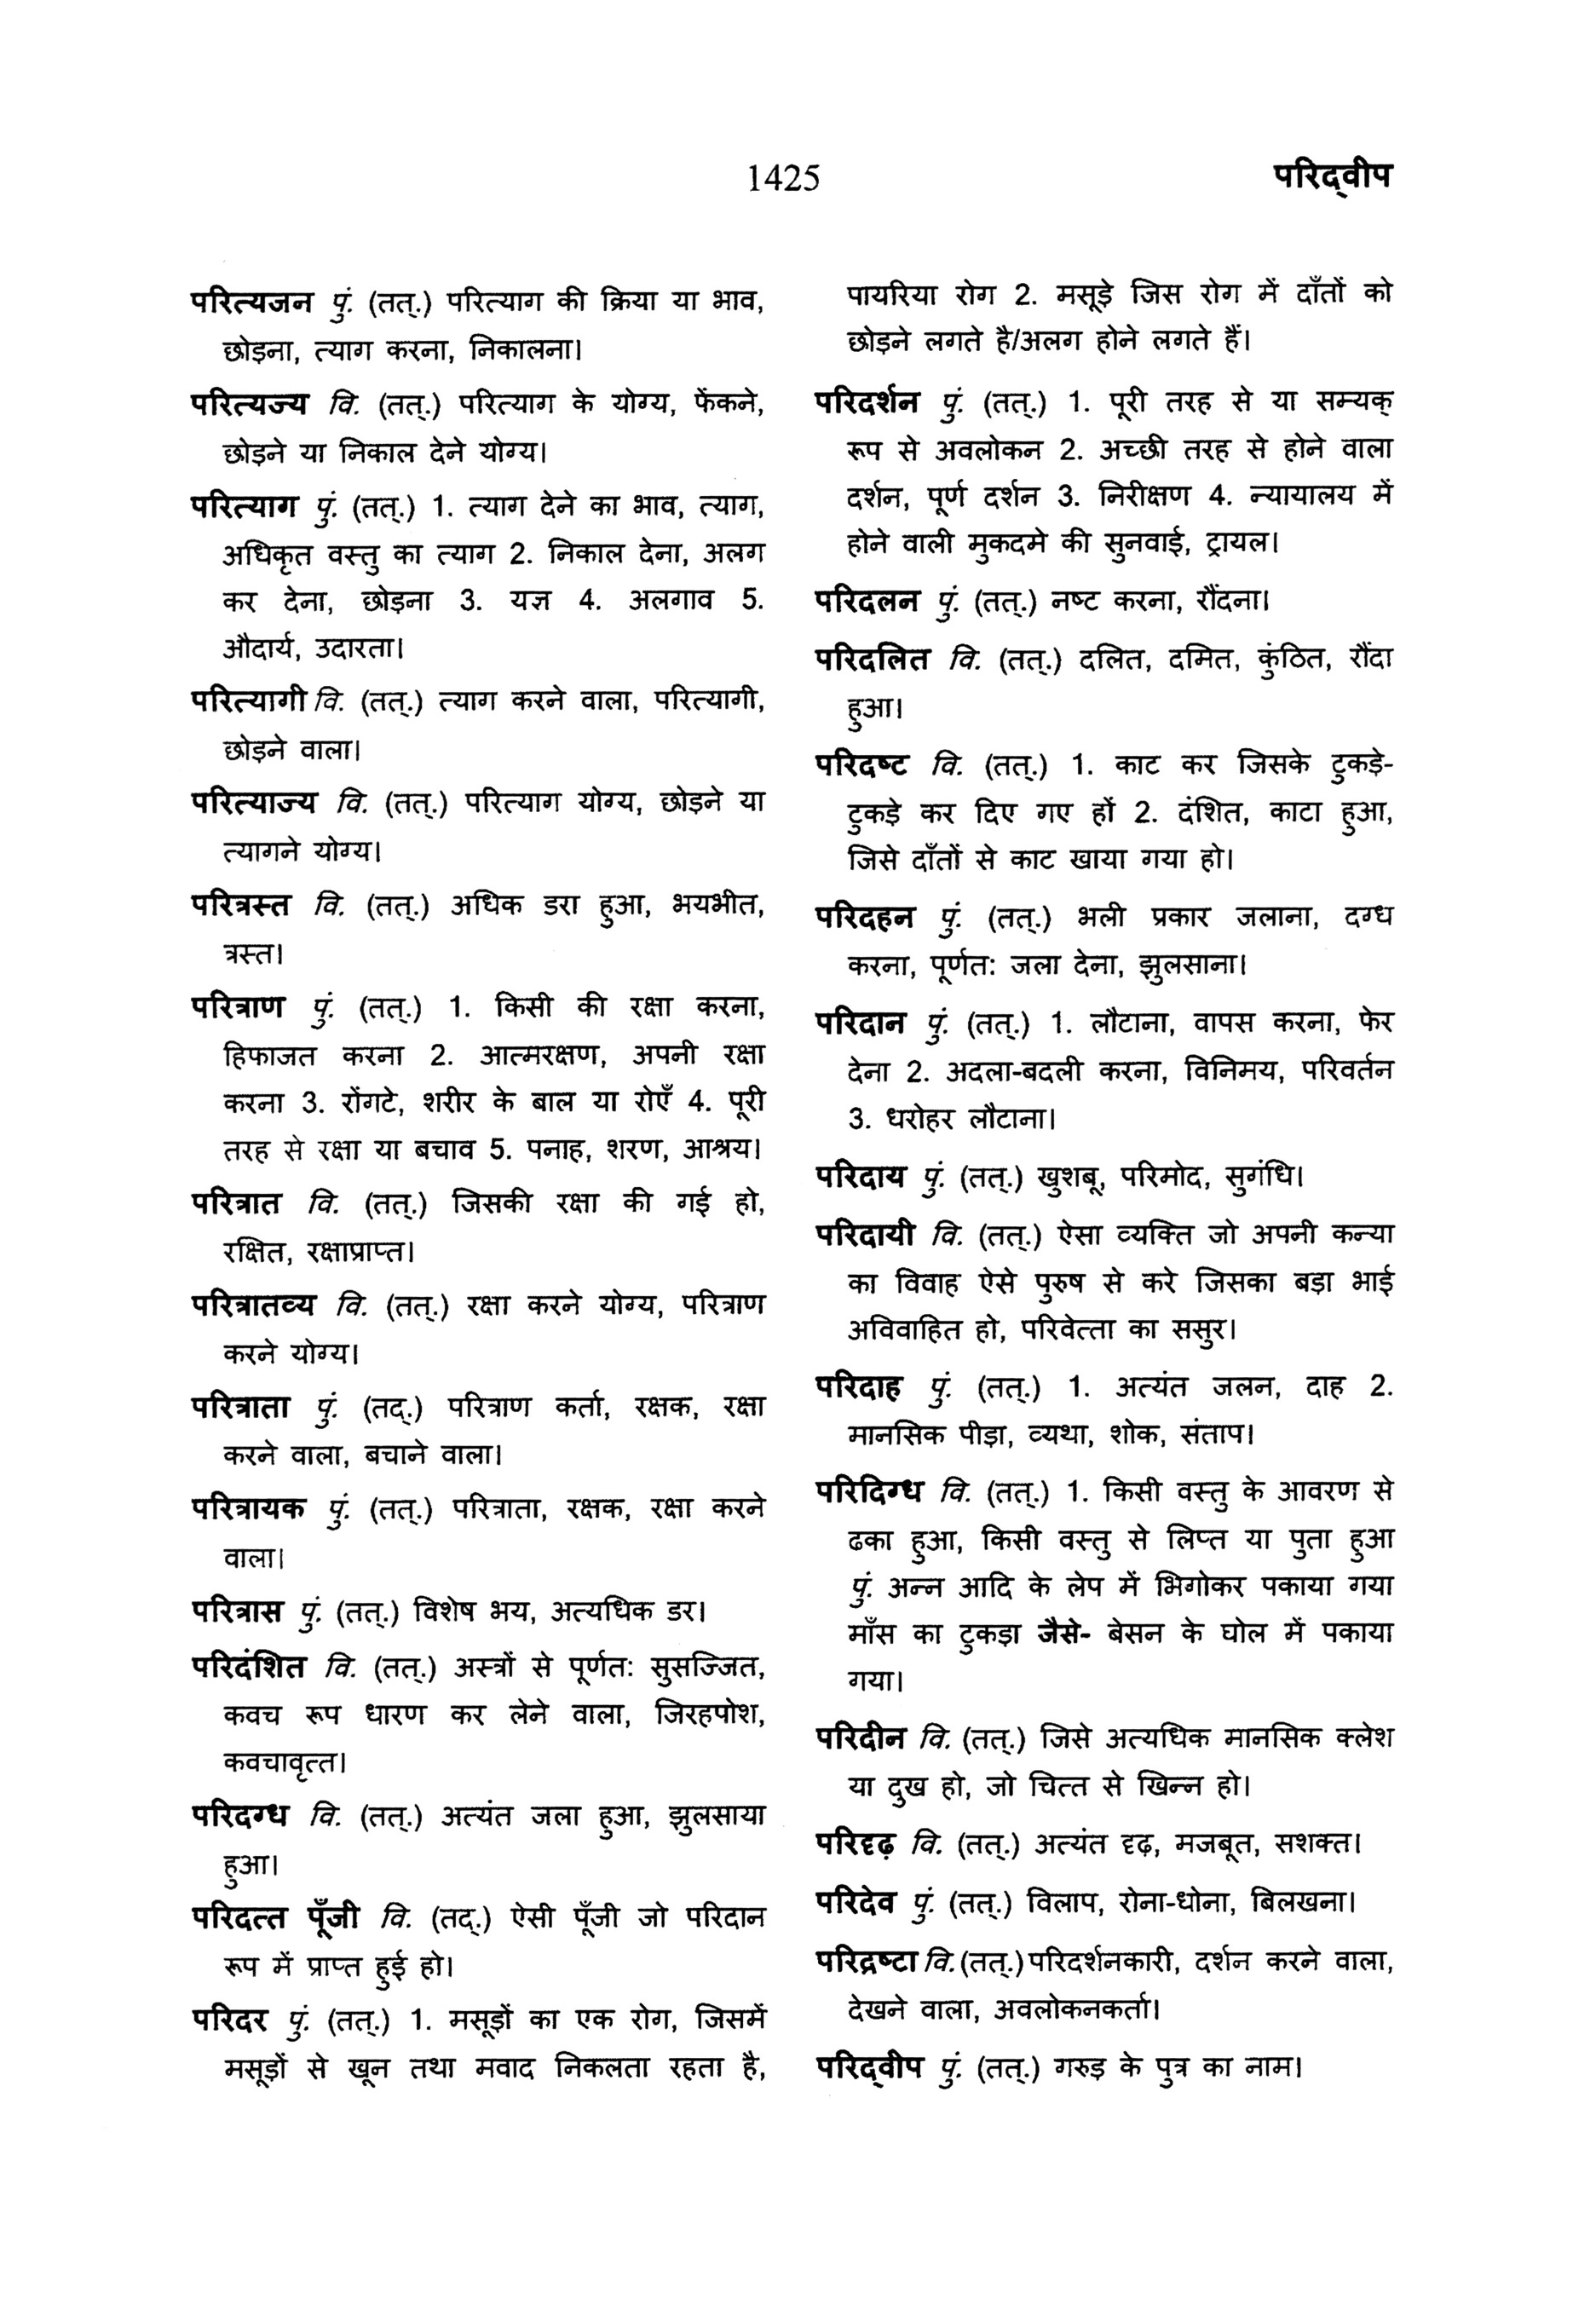 1425
परिद्‌वीप
परित्यजन पुं. (तत्.) परित्याग की क्रिया या भाव,
छोड़ना, त्याग करना, निकालना।
परित्यज्य वि. (तत्.) परित्याग के योग्य, फेंकने,
छोड़ने या निकाल देने योग्य।
परित्याग पुं. (तत्.) 1. त्याग देने का भाव, त्याग,
अधिकृत वस्तु का त्याग 2. निकाल देना, अलग
कर देना, छोड़ना 3. यज्ञ 4. अलगाव 5.
औदार्य, उदारता।
परित्यागी वि. (तत्.) त्याग करने वाला, परित्यागी,
छोड़ने वाला।
परित्याज्य वि. (तत्.) परित्याग योग्य, छोड़ने या
त्यागने योग्य।
परित्रस्त वि. (तत्.) अधिक डरा हुआ, भयभीत,
त्रस्त।
परित्राण पुं. (तत्.) 1. किसी की रक्षा करना,
हिफाजत करना 2. आत्मरक्षण, अपनी रक्षा
करना 3. रोंगटे, शरीर के बाल या रोएँ 4. पूरी
तरह से रक्षा या बचाव 5. पनाह, शरण, आश्रय।
परित्रात वि. (तत्.) जिसकी रक्षा की गई हो,
रक्षित, रक्षाप्राप्त।
परित्रातव्य वि. (तत्.) रक्षा करने योग्य, परित्राण
करने योग्य।
परित्राता पुं. (तद्.) परित्राण कर्ता, रक्षक, रक्षा
करने वाला, बचाने वाला।
परित्रायक पुं. (तत्.) परित्राता, रक्षक, रक्षा करने
वाला।
परित्रास पुं. (तत्.) विशेष भय, अत्यधिक डर।
परिदंशित वि. (तत्.) अस्त्रों से पूर्णत: सुसज्जित,
कवच रूप धारण कर लेने वाला, जिरहपोश,
कवचावृत्त।
परिदग्ध वि. (तत्.) अत्यंत जला हुआ, झुलसाया
हुआ।
परिदत्त पूँजी वि. (तद्.) ऐसी पूँजी जो परिदान
रूप में प्राप्त हुई हो।
परिदर पुं. (तत्.) 1. मसूड़ों का एक रोग, जिसमें
मसूड़ों से खून तथा मवाद निकलता रहता है,
पायरिया रोग 2. मसूड़े जिस रोग में दाँतों को
छोड़ने लगते है/अलग होने लगते हैं।
परिदर्शन पुं. (तत्.) 1. पूरी तरह से या सम्यक्
रूप से अवलोकन 2. अच्छी तरह से होने वाला
दर्शन, पूर्ण दर्शन 3. निरीक्षण 4. न्यायालय में
होने वाली मुकदमे की सुनवाई, ट्रायल।
परिदलन पुं. (तत्.) नष्ट करना, रौंदना।
परिदलित वि. (तत्.) दलित, दमित, कुंठित, रौंदा
हुआ।
परिदष्ट वि. (तत्.) 1. काट कर जिसके टुकड़े-
टुकड़े कर दिए गए हों 2. दंशित, काटा हुआ,
जिसे दाँतों से काट खाया गया हो।
परिदहन पुं. (तत्.) भली प्रकार जलाना, दग्ध
करना, पूर्णत: जला देना, झुलसाना।
परिदान पुं. (तत्.) 1. लौटाना, वापस करना, फेर
देना 2. अदला-बदली करना, विनिमय, परिवर्तन
3. धरोहर लौटाना।
परिदाय पुं. (तत्.) खुशबू, परिमोद, सुगंधि।
परिदायी वि. (तत्.) ऐसा व्यक्ति जो अपनी कन्या
का विवाह ऐसे पुरुष से करे जिसका बड़ा भाई
अविवाहित हो, परिवेत्ता का ससुर।
परिदाह पुं. (तत्.) 1. अत्यंत जलन, दाह 2.
मानसिक पीड़ा, व्यथा, शोक, संताप।
परिदिग्ध वि. (तत्.) 1. किसी वस्तु के आवरण से
ढका हुआ, किसी वस्तु से लिप्त या पुता हुआ
पुं. अन्न आदि के लेप में भिगोकर पकाया गया
माँस का टुकड़ा जैसे- बेसन के घोल में पकाया
गया।
परिदीन वि. (तत्.) जिसे अत्यधिक मानसिक क्लेश
या दुख हो, जो चित्त से खिन्न हो।
परिदृढ़ वि. (तत्.) अत्यंत दृढ़, मजबूत, सशक्त।
परिदेव पुं. (तत्.) विलाप, रोना-धोना, बिलखना।
परिद्रष्टा वि. (तत्.) परिदर्शनकारी, दर्शन करने वाला,
देखने वाला, अवलोकनकर्ता।
परिद्‌वीप पुं. (तत्.) गरुड़ के पुत्र का नाम।